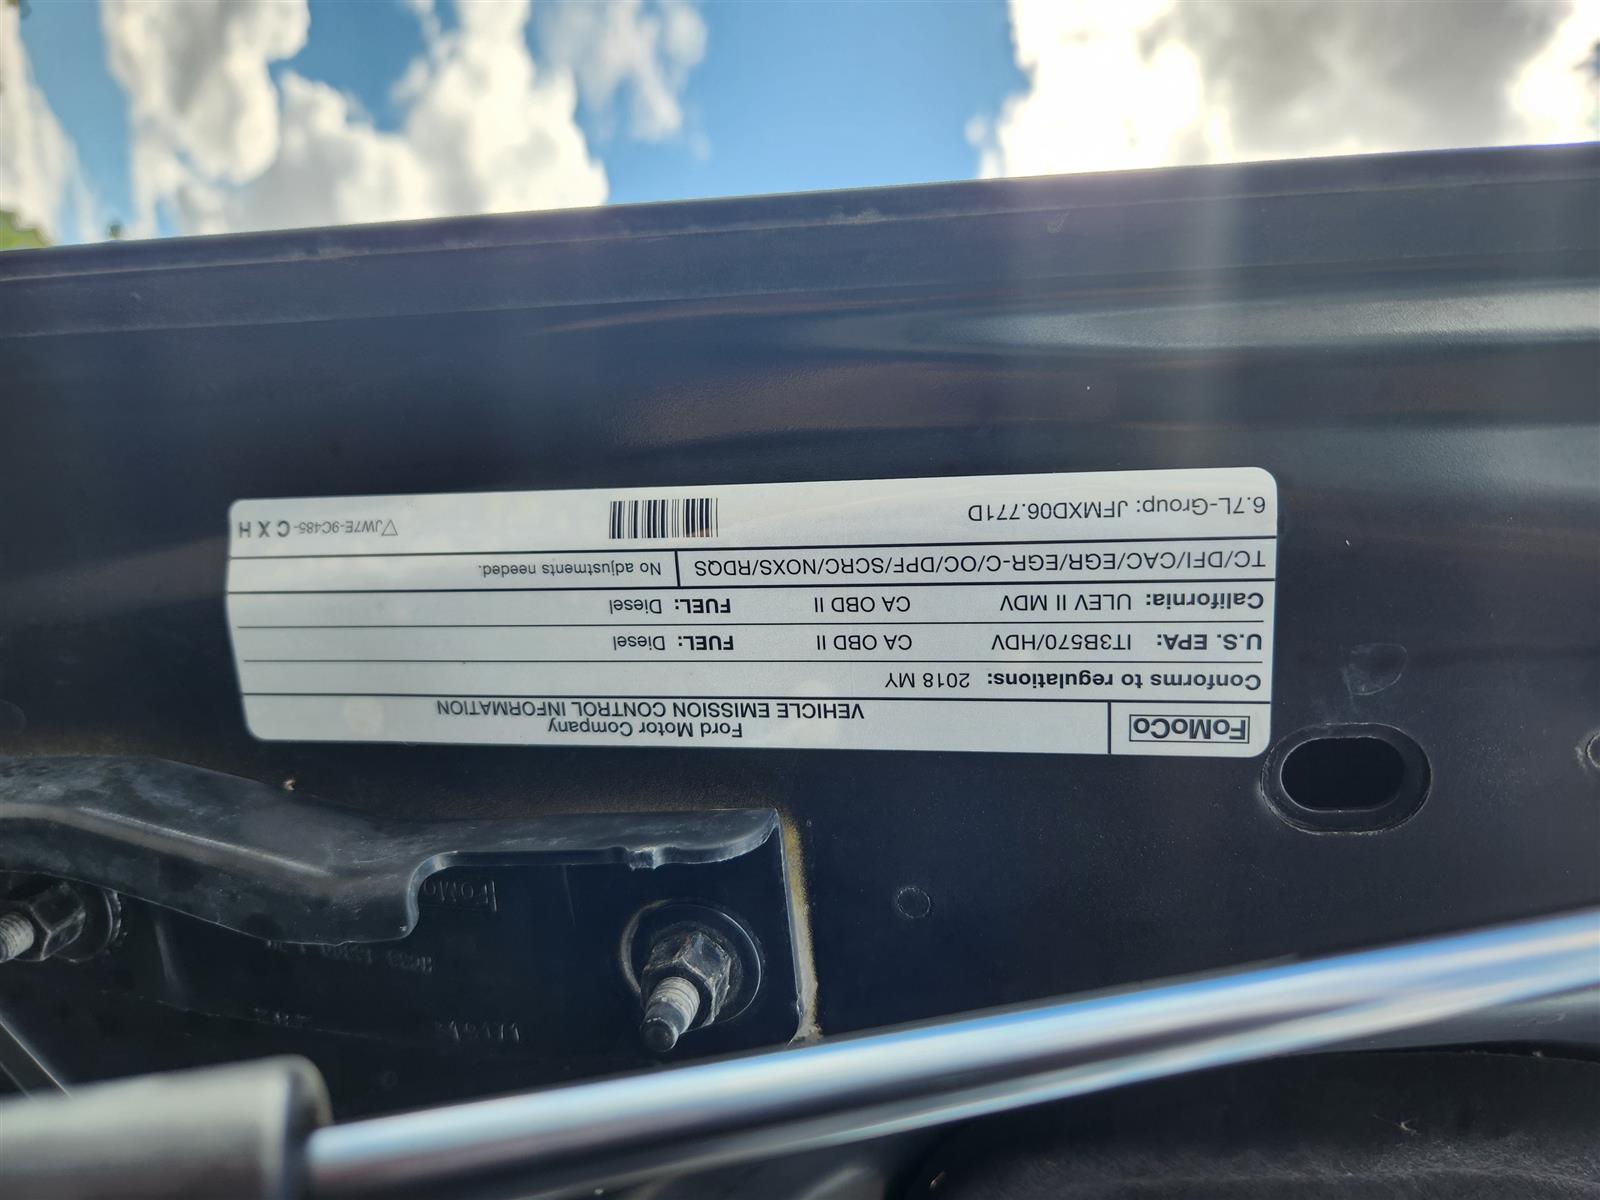 FoMoCo
Ford Motor Company
VEHICLE EMISSION CONTROL INFORMATION
Conforms to regulations: 2018 MY
U.S. EPA: IT3B570/HDV CA OBD II FUEL: Diesel
California: ULEV II MDV CA OBD II FUEL: Diesel
TC/DFI/CAC/EGR/EGR-C/OC/DPF/SCRC/NOXS/RDQS No adjustments needed.
6.7L-Group: JFMXD06.771D JW7E-9C485- C X H
FoMoCo